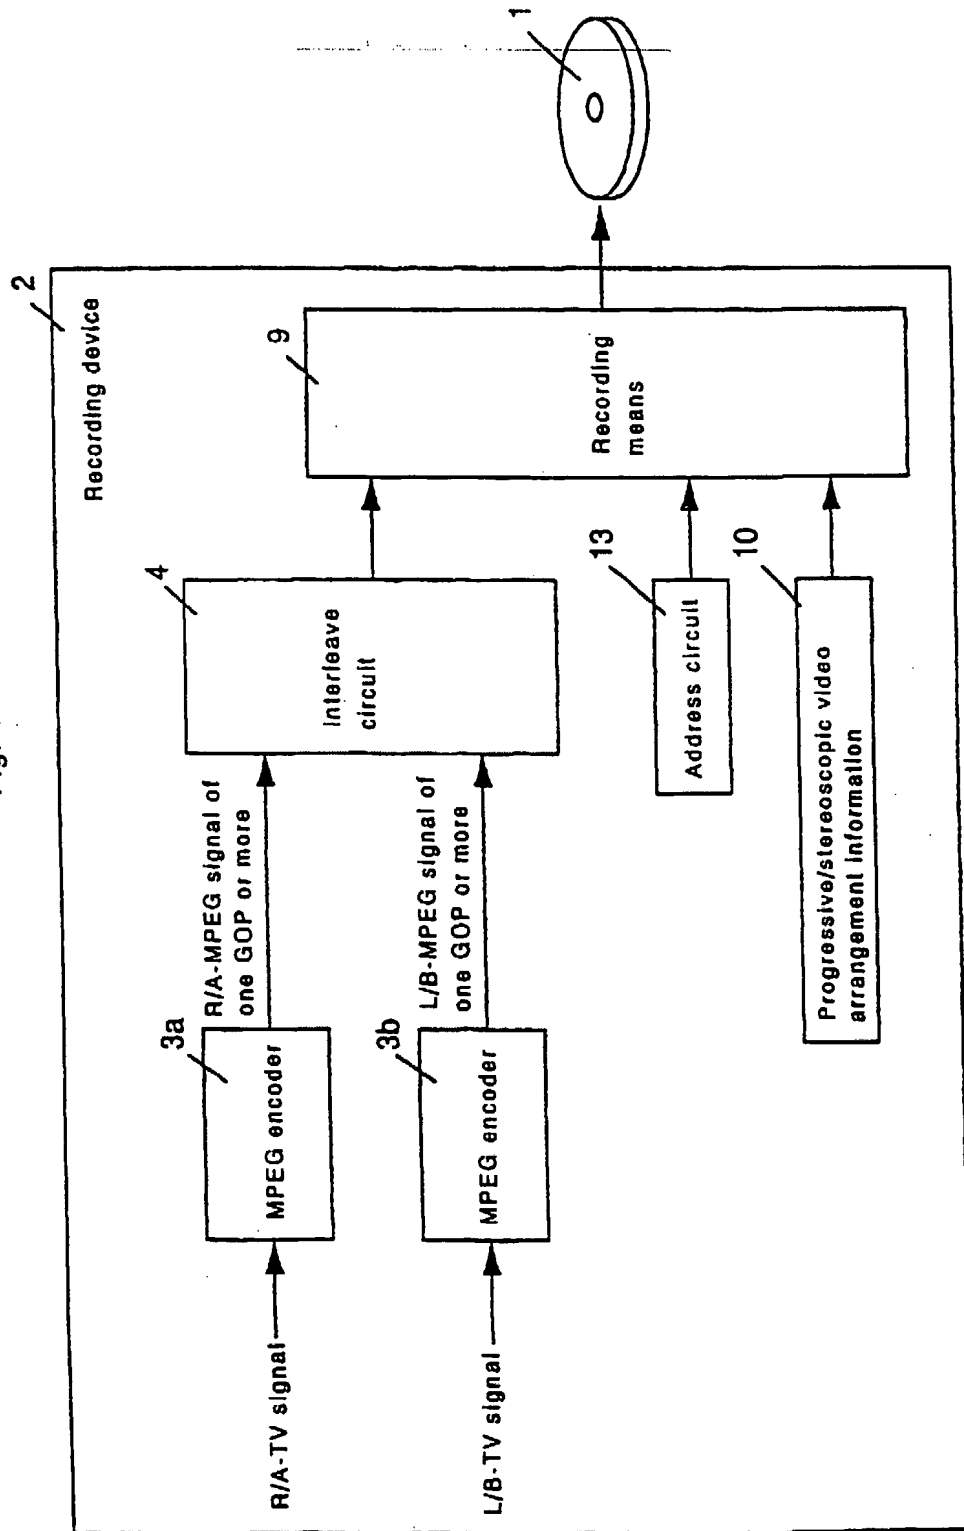 Fig.
2
Recording device
1
R/A-TV signal
3a
MPEG encoder
R/A-MPEG signal of
one GOP or more
4
Interleave
circuit
9
Recording
means
L/B-TV signal
3b
MPEG encoder
L/B-MPEG signal of
one GOP or more
13
Address circuit
10
Progressive/stereoscopic video
arrangement information